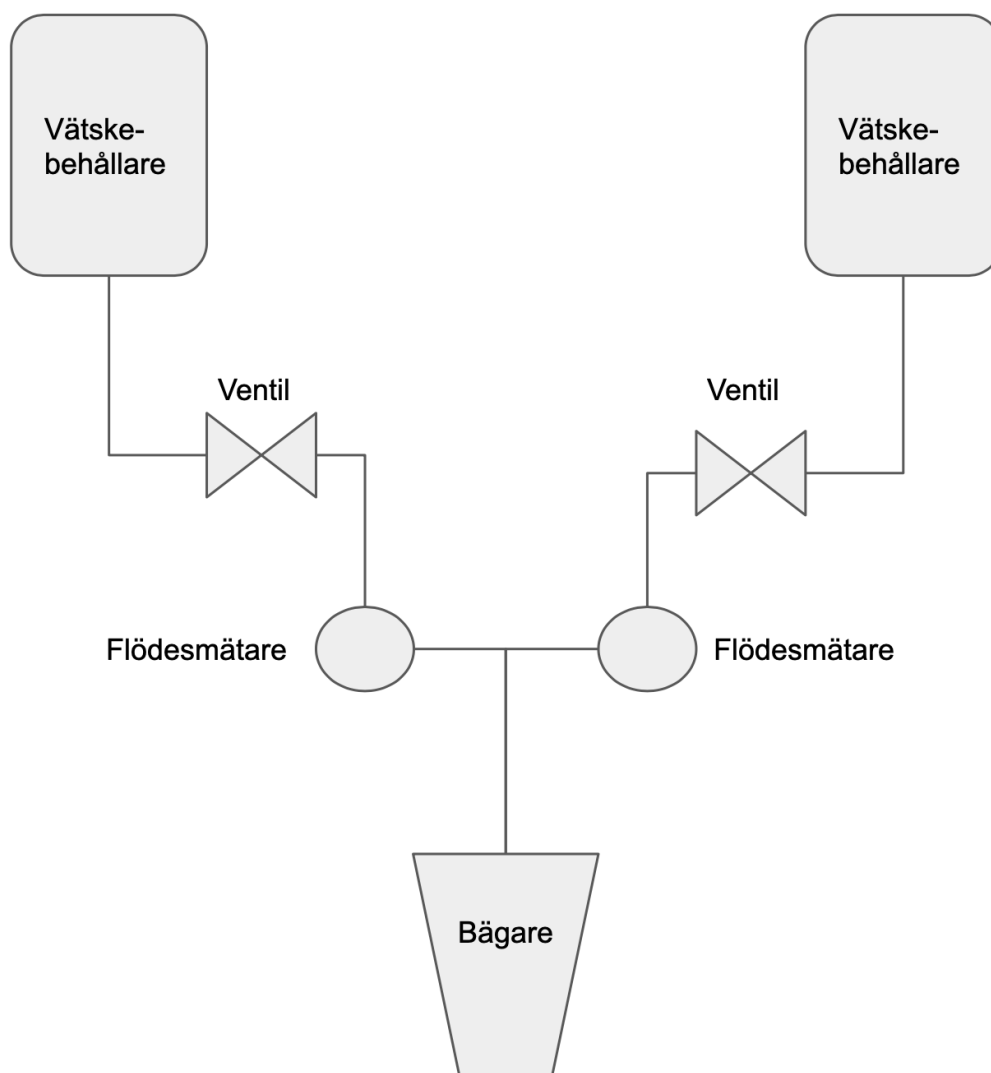 Vätske-
behållare
Vätske-
behållare
Ventil
Ventil
Flödesmätare
Flödesmätare
Bägare